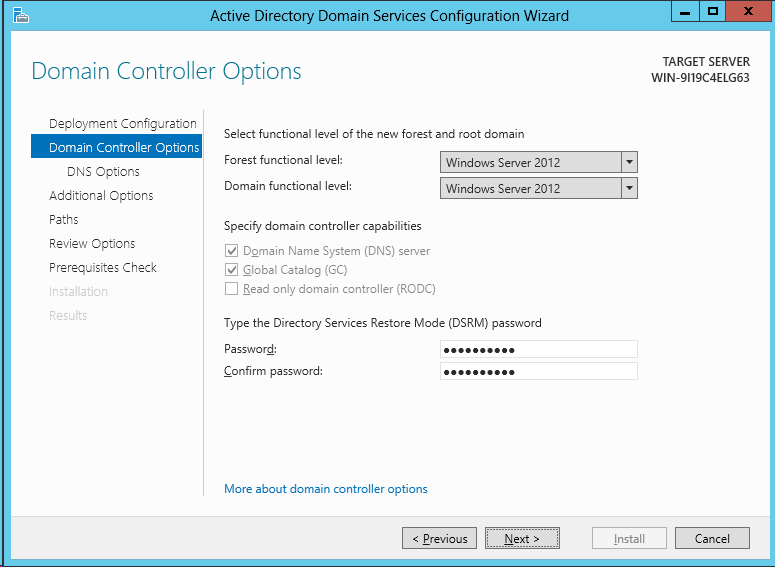 Active Directory Domain Services Configuration Wizard
Domain Controller Options
TARGET SERVER
WIN-9I19C4ELG63
Deployment Configuration
Domain Controller Options
DNS Options
Additional Options
Paths
Review Options
Prerequisites Check
Installation
Results
Select functional level of the new forest and root domain
Forest functional level: Windows Server 2012
Domain functional level: Windows Server 2012
Specify domain controller capabilities
Domain Name System (DNS) server
Global Catalog (GC)
Read only domain controller (RODC)
Type the Directory Services Restore Mode (DSRM) password
Password: ●●●●●●●●●●
Confirm password: ●●●●●●●●●●
More about domain controller options
< Previous Next > Install Cancel